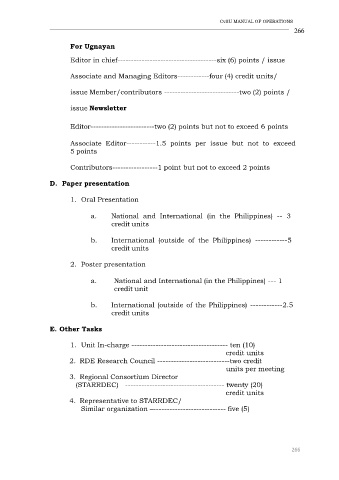 CvSU MANUAL OF OPERATIONS
266
For Ugnayan
Editor in chief---------------------------------------six (6) points / issue
Associate and Managing Editors------------four (4) credit units/
issue Member/contributors ------------------------------two (2) points /
issue Newsletter
Editor-------------------------two (2) points but not to exceed 6 points
Associate Editor-----------1.5 points per issue but not to exceed
5 points
Contributors-----------------1 point but not to exceed 2 points
D. Paper presentation
1. Oral Presentation
a. National and International (in the Philippines) -- 3
credit units
b. International (outside of the Philippines) ------------5
credit units
2. Poster presentation
a. National and International (in the Philippines) --- 1
credit unit
b. International (outside of the Philippines) ------------2.5
credit units
E. Other Tasks
1. Unit In-charge ------------------------------------ ten (10)
credit units
2. RDE Research Council ---------------------------two credit
units per meeting
3. Regional Consortium Director
(STARRDEC) ------------------------------------- twenty (20)
credit units
4. Representative to STARRDEC/
Similar organization ---------------------------- five (5)